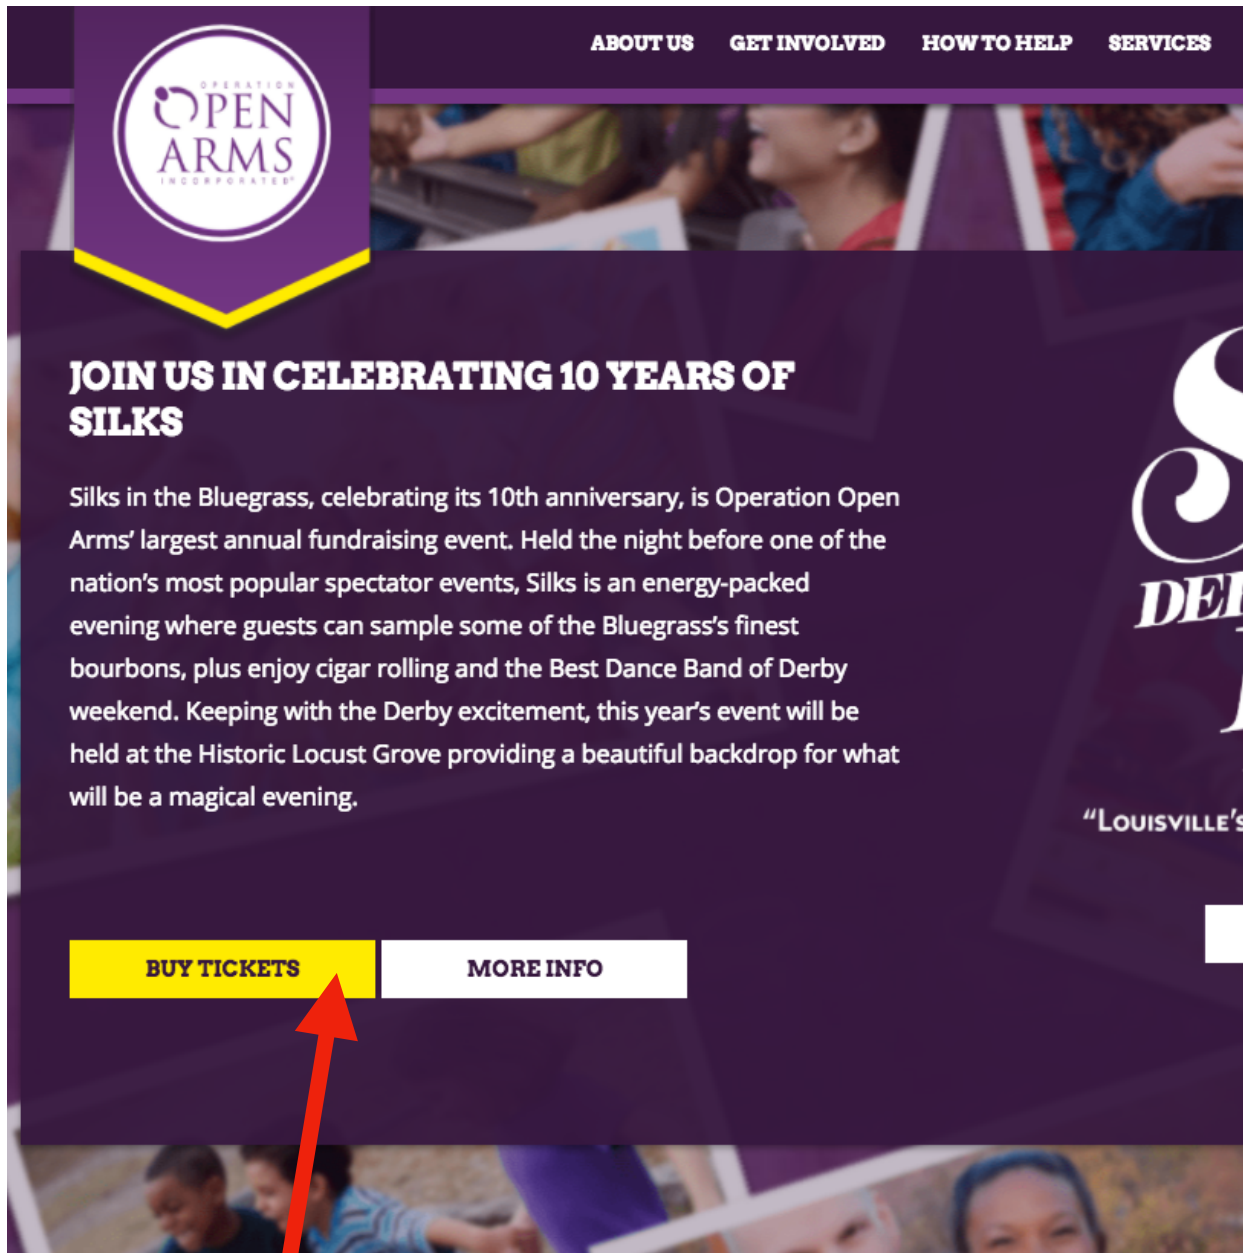 ABOUT US GET INVOLVED HOW TO HELP SERVICES
OPERATION
OPEN
ARMS
INCORPORATED®
JOIN US IN CELEBRATING 10 YEARS OF
SILKS
Silks in the Bluegrass, celebrating its 10th anniversary, is Operation Open
Arms’ largest annual fundraising event. Held the night before one of the
nation’s most popular spectator events, Silks is an energy-packed
evening where guests can sample some of the Bluegrass’s finest
bourbons, plus enjoy cigar rolling and the Best Dance Band of Derby
weekend. Keeping with the Derby excitement, this year’s event will be
held at the Historic Locust Grove providing a beautiful backdrop for what
will be a magical evening.
“LOUISVILLE’S
BUY TICKETS MORE INFO